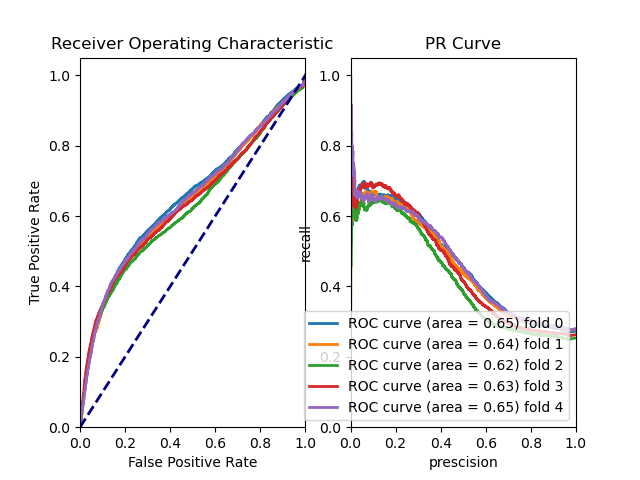 Receiver Operating Characteristic
1.0
0.8
0.6
0.4
0.2
0.0
True Positive Rate
0.0 0.2 0.4 0.6 0.8 1.0
False Positive Rate
PR Curve
1.0
0.8
0.6
0.4
0.2
0.0
recall
ROC curve (area = 0.65) fold 0
ROC curve (area = 0.64) fold 1
ROC curve (area = 0.62) fold 2
ROC curve (area = 0.63) fold 3
ROC curve (area = 0.65) fold 4
0.0 0.2 0.4 0.6 0.8 1.0
prescision